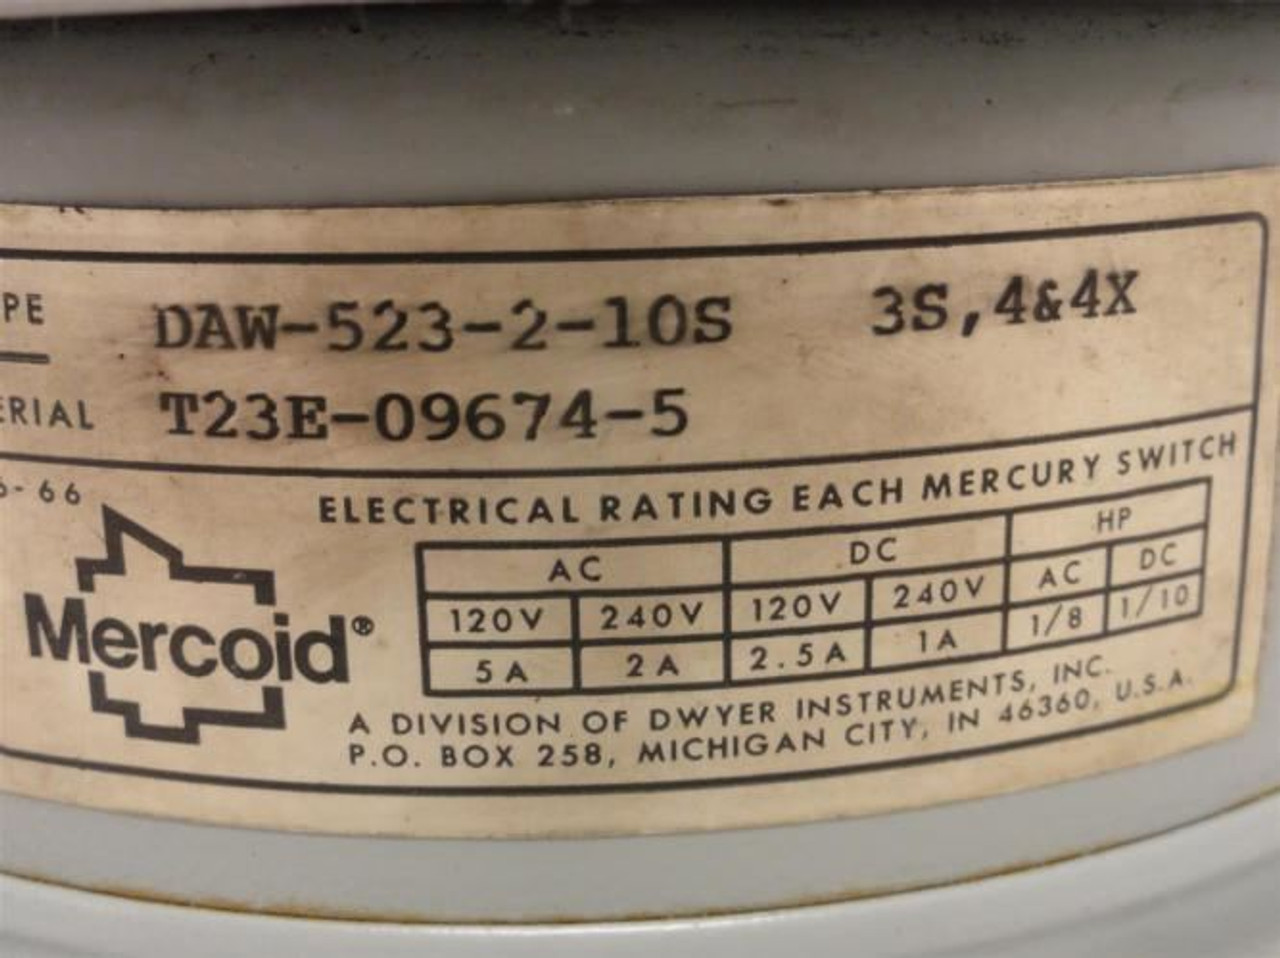 PE DAW-523-2-10S 3S,4&4X
ERIAL T23E-09674-5
-66
ELECTRICAL RATING EACH MERCURY SWITCH
AC DC HP
120V 240V 120V 240V AC DC
5A 2A 2.5A 1A 1/8 1/10
Mercoid®
A DIVISION OF DWYER INSTRUMENTS, INC.
P.O. BOX 258, MICHIGAN CITY, IN 46360, U.S.A.